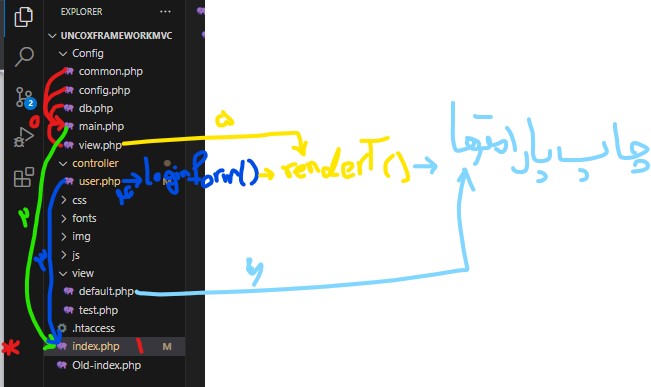 EXPLORER ...
UNCOXFRAMEWORKMVC
Config
common.php
config.php
db.php
main.php
view.php
controller
user.php
M
css
fonts
img
js
view
default.php
test.php
.htaccess
index.php
M
Old-index.php
2
۵
loginForm() → renderT() →
چاپ
۲
۳
۴
۶
۱